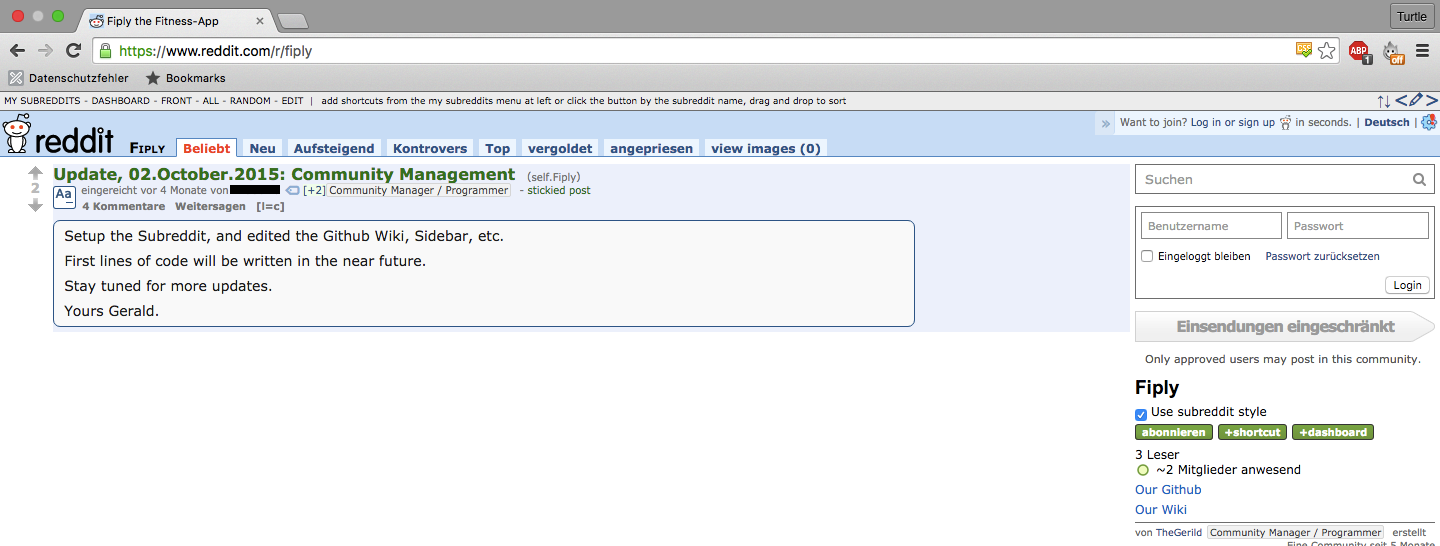 Fiply the Fitness-App
Turtle
https://www.reddit.com/r/fiply
CSS
ABP
1
off
Datenschutzfehler
Bookmarks
MY SUBREDDITS - DASHBOARD - FRONT - ALL - RANDOM - EDIT | add shortcuts from the my subreddits menu at left or click the button by the subreddit name, drag and drop to sort
reddit FIPLY Beliebt Neu Aufsteigend Kontrovers Top vergoldet angepriesen view images (0)
» Want to join? Log in or sign up in seconds. | Deutsch |
Update, 02.October.2015: Community Management (self.Fiply)
2
Aa
eingereicht vor 4 Monate von [+2] Community Manager / Programmer - stickied post
4 Kommentare Weitersagen [l=c]
Setup the Subreddit, and edited the Github Wiki, Sidebar, etc.
First lines of code will be written in the near future.
Stay tuned for more updates.
Yours Gerald.
Suchen
Benutzername Passwort
Eingeloggt bleiben Passwort zurücksetzen
Login
Einsendungen eingeschränkt
Only approved users may post in this community.
Fiply
Use subreddit style
abonnieren +shortcut +dashboard
3 Leser
~2 Mitglieder anwesend
Our Github
Our Wiki
von TheGerild Community Manager / Programmer erstellt
Eine Community seit 5 Monate